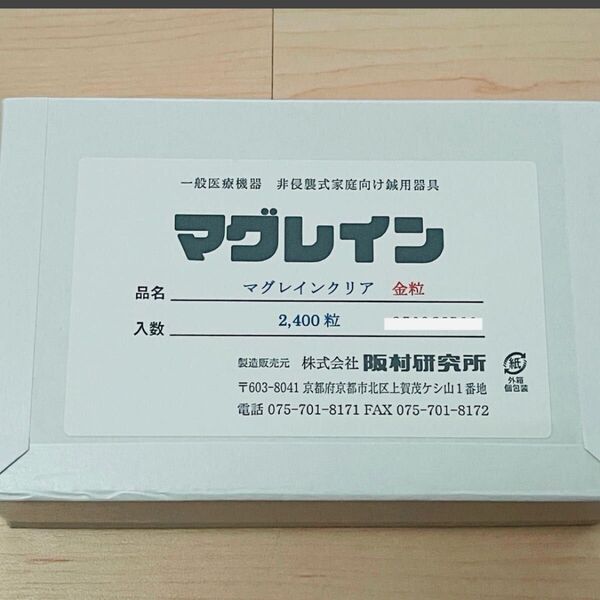 一般医療機器 非侵襲式家庭向け鍼用器具
マグレイン
品名 マグレインクリア 金粒
入数 2,400粒
製造販売元 株式会社 阪村研究所
〒603-8041 京都府京都市北区上賀茂ケシ山1番地
電話 075-701-8171 FAX 075-701-8172
紙
外箱
個包装